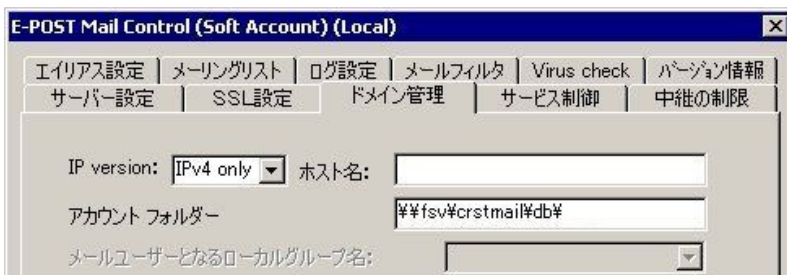 E-POST Mail Control (Soft Account) (Local)
エイリアス設定 メーリングリスト ログ設定 メールフィルタ Virus check バージョン情報
サーバー設定 SSL設定 ドメイン管理 サービス制御 中継の制限
IP version: IPv4 only ホスト名:
アカウント フォルダー ¥¥fsv¥crstmail¥db¥
メールユーザーとなるローカルグループ名: